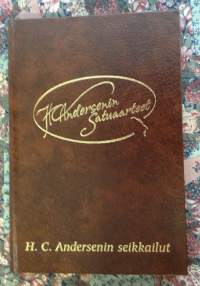 H.C. Andersenin
Satuaarteet
H. C. Andersenin seikkailut